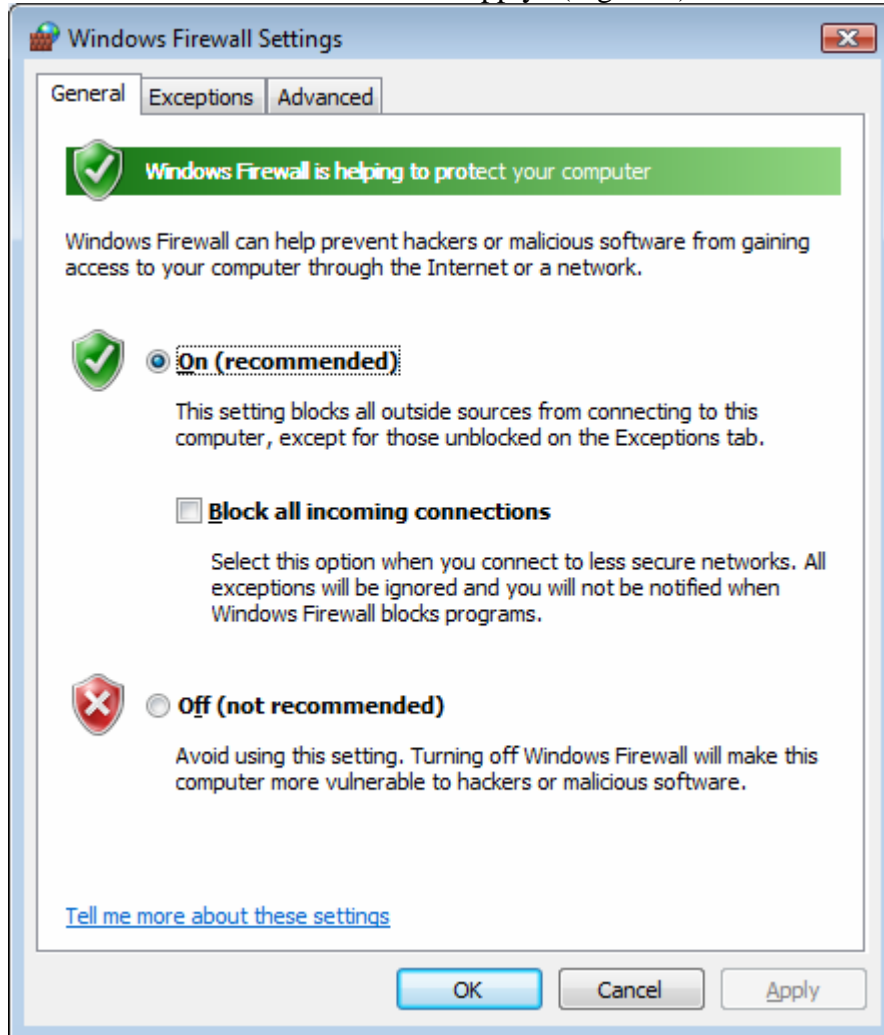 Windows Firewall Settings
General Exceptions Advanced
Windows Firewall is helping to protect your computer
Windows Firewall can help prevent hackers or malicious software from gaining
access to your computer through the Internet or a network.
On (recommended)
This setting blocks all outside sources from connecting to this
computer, except for those unblocked on the Exceptions tab.
Block all incoming connections
Select this option when you connect to less secure networks. All
exceptions will be ignored and you will not be notified when
Windows Firewall blocks programs.
Off (not recommended)
Avoid using this setting. Turning off Windows Firewall will make this
computer more vulnerable to hackers or malicious software.
Tell me more about these settings
OK Cancel Apply